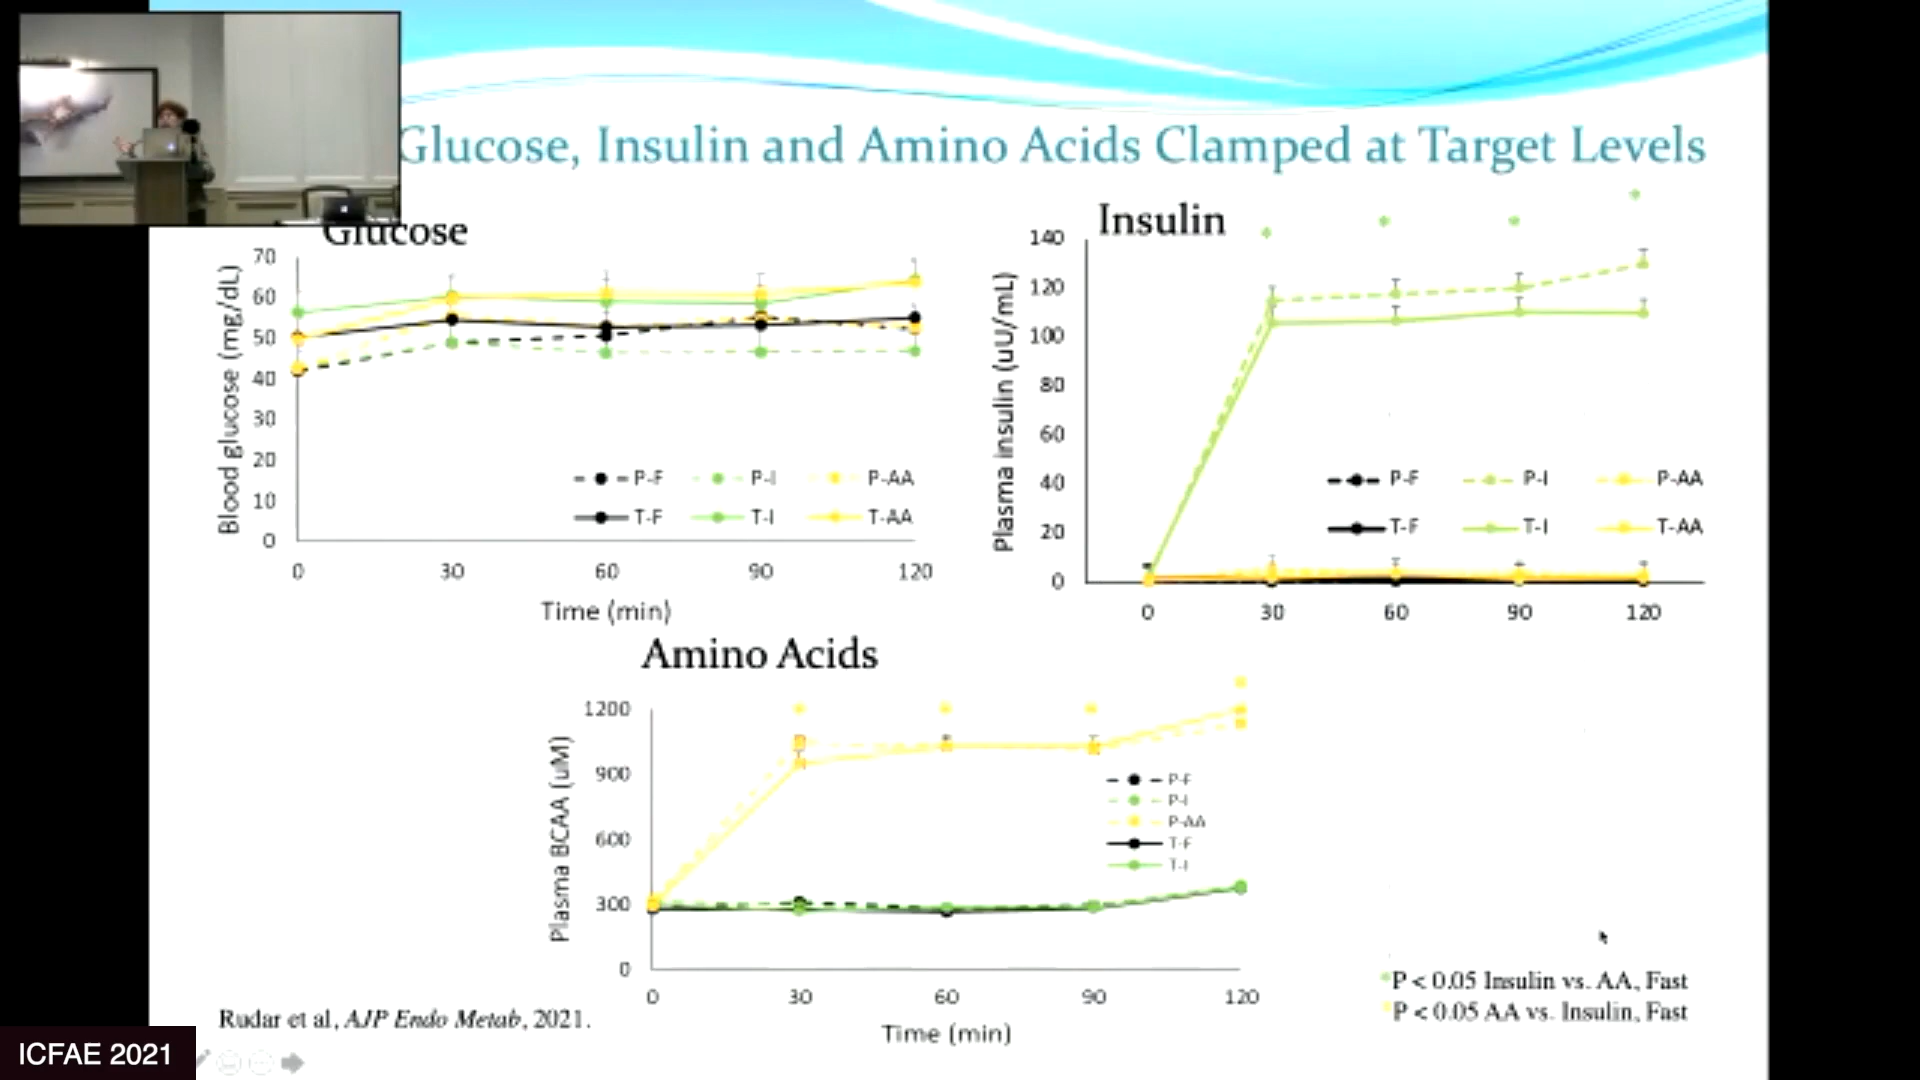 Glucose, Insulin and Amino Acids Clamped at Target Levels
Glucose
Blood glucose (mg/dL)
70
60
50
40
30
20
10
0
0 30 60 90 120
Time (min)
P-F P-I P-AA
T-F T-I T-AA
Insulin
Plasma insulin (uU/mL)
140
120
100
80
60
40
20
0
0 30 60 90 120
P-F P-I P-AA
T-F T-I T-AA
Amino Acids
Plasma BCAA (uM)
1200
900
600
300
0
0 30 60 90 120
Time (min)
P-F
P-I
P-AA
T-F
T-I
*P < 0.05 Insulin vs. AA, Fast
*P < 0.05 AA vs. Insulin, Fast
Rudar et al, AJP Endo Metab, 2021.
ICFAE 2021